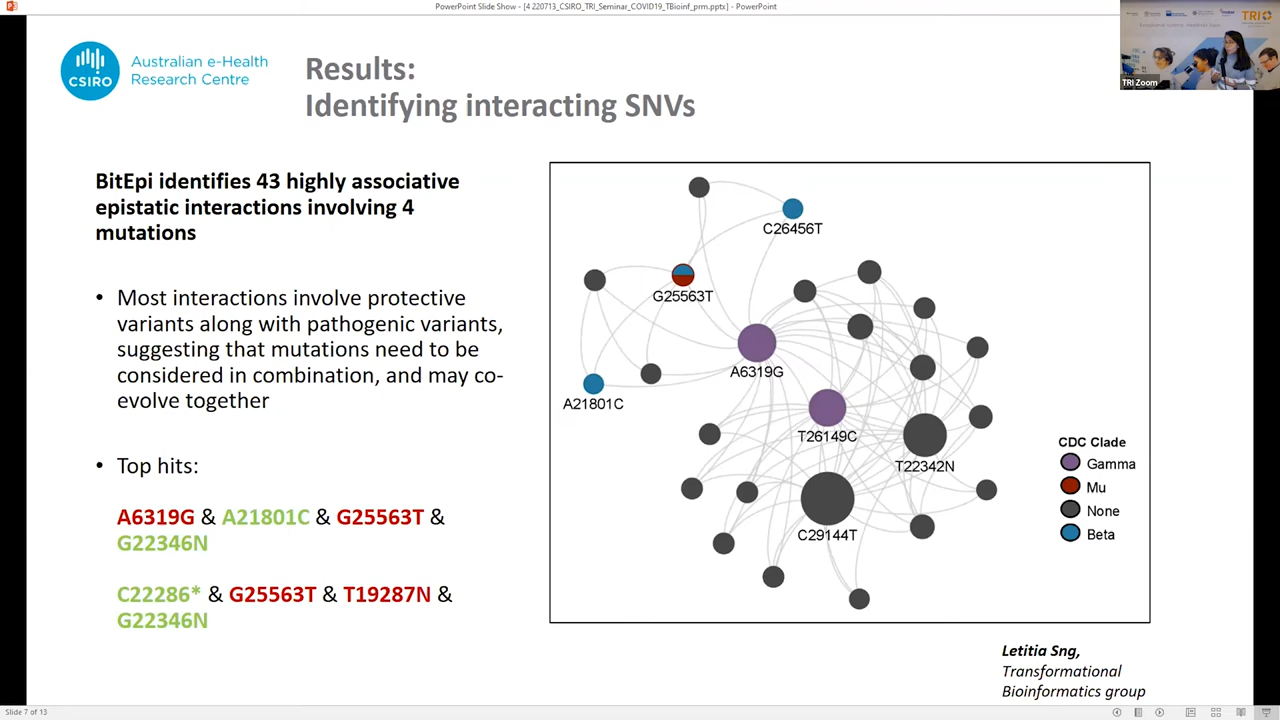 PowerPoint Slide Show - [4 220713_CSIRO_TRI_Seminar_COVID19_TBioinf_prm.pptx] - PowerPoint
TRI
TRI Zoom
CSIRO
Australian e-Health
Research Centre
Results:
Identifying interacting SNVs
BitEpi identifies 43 highly associative
epistatic interactions involving 4
mutations
• Most interactions involve protective
variants along with pathogenic variants,
suggesting that mutations need to be
considered in combination, and may co-
evolve together
• Top hits:
A6319G & A21801C & G25563T &
G22346N
C22286* & G25563T & T19287N &
G22346N
C26456T
G25563T
A6319G
A21801C
T26149C
T22342N
C29144T
CDC Clade
Gamma
Mu
None
Beta
Letitia Sng,
Transformational
Bioinformatics group
Slide 7 of 13